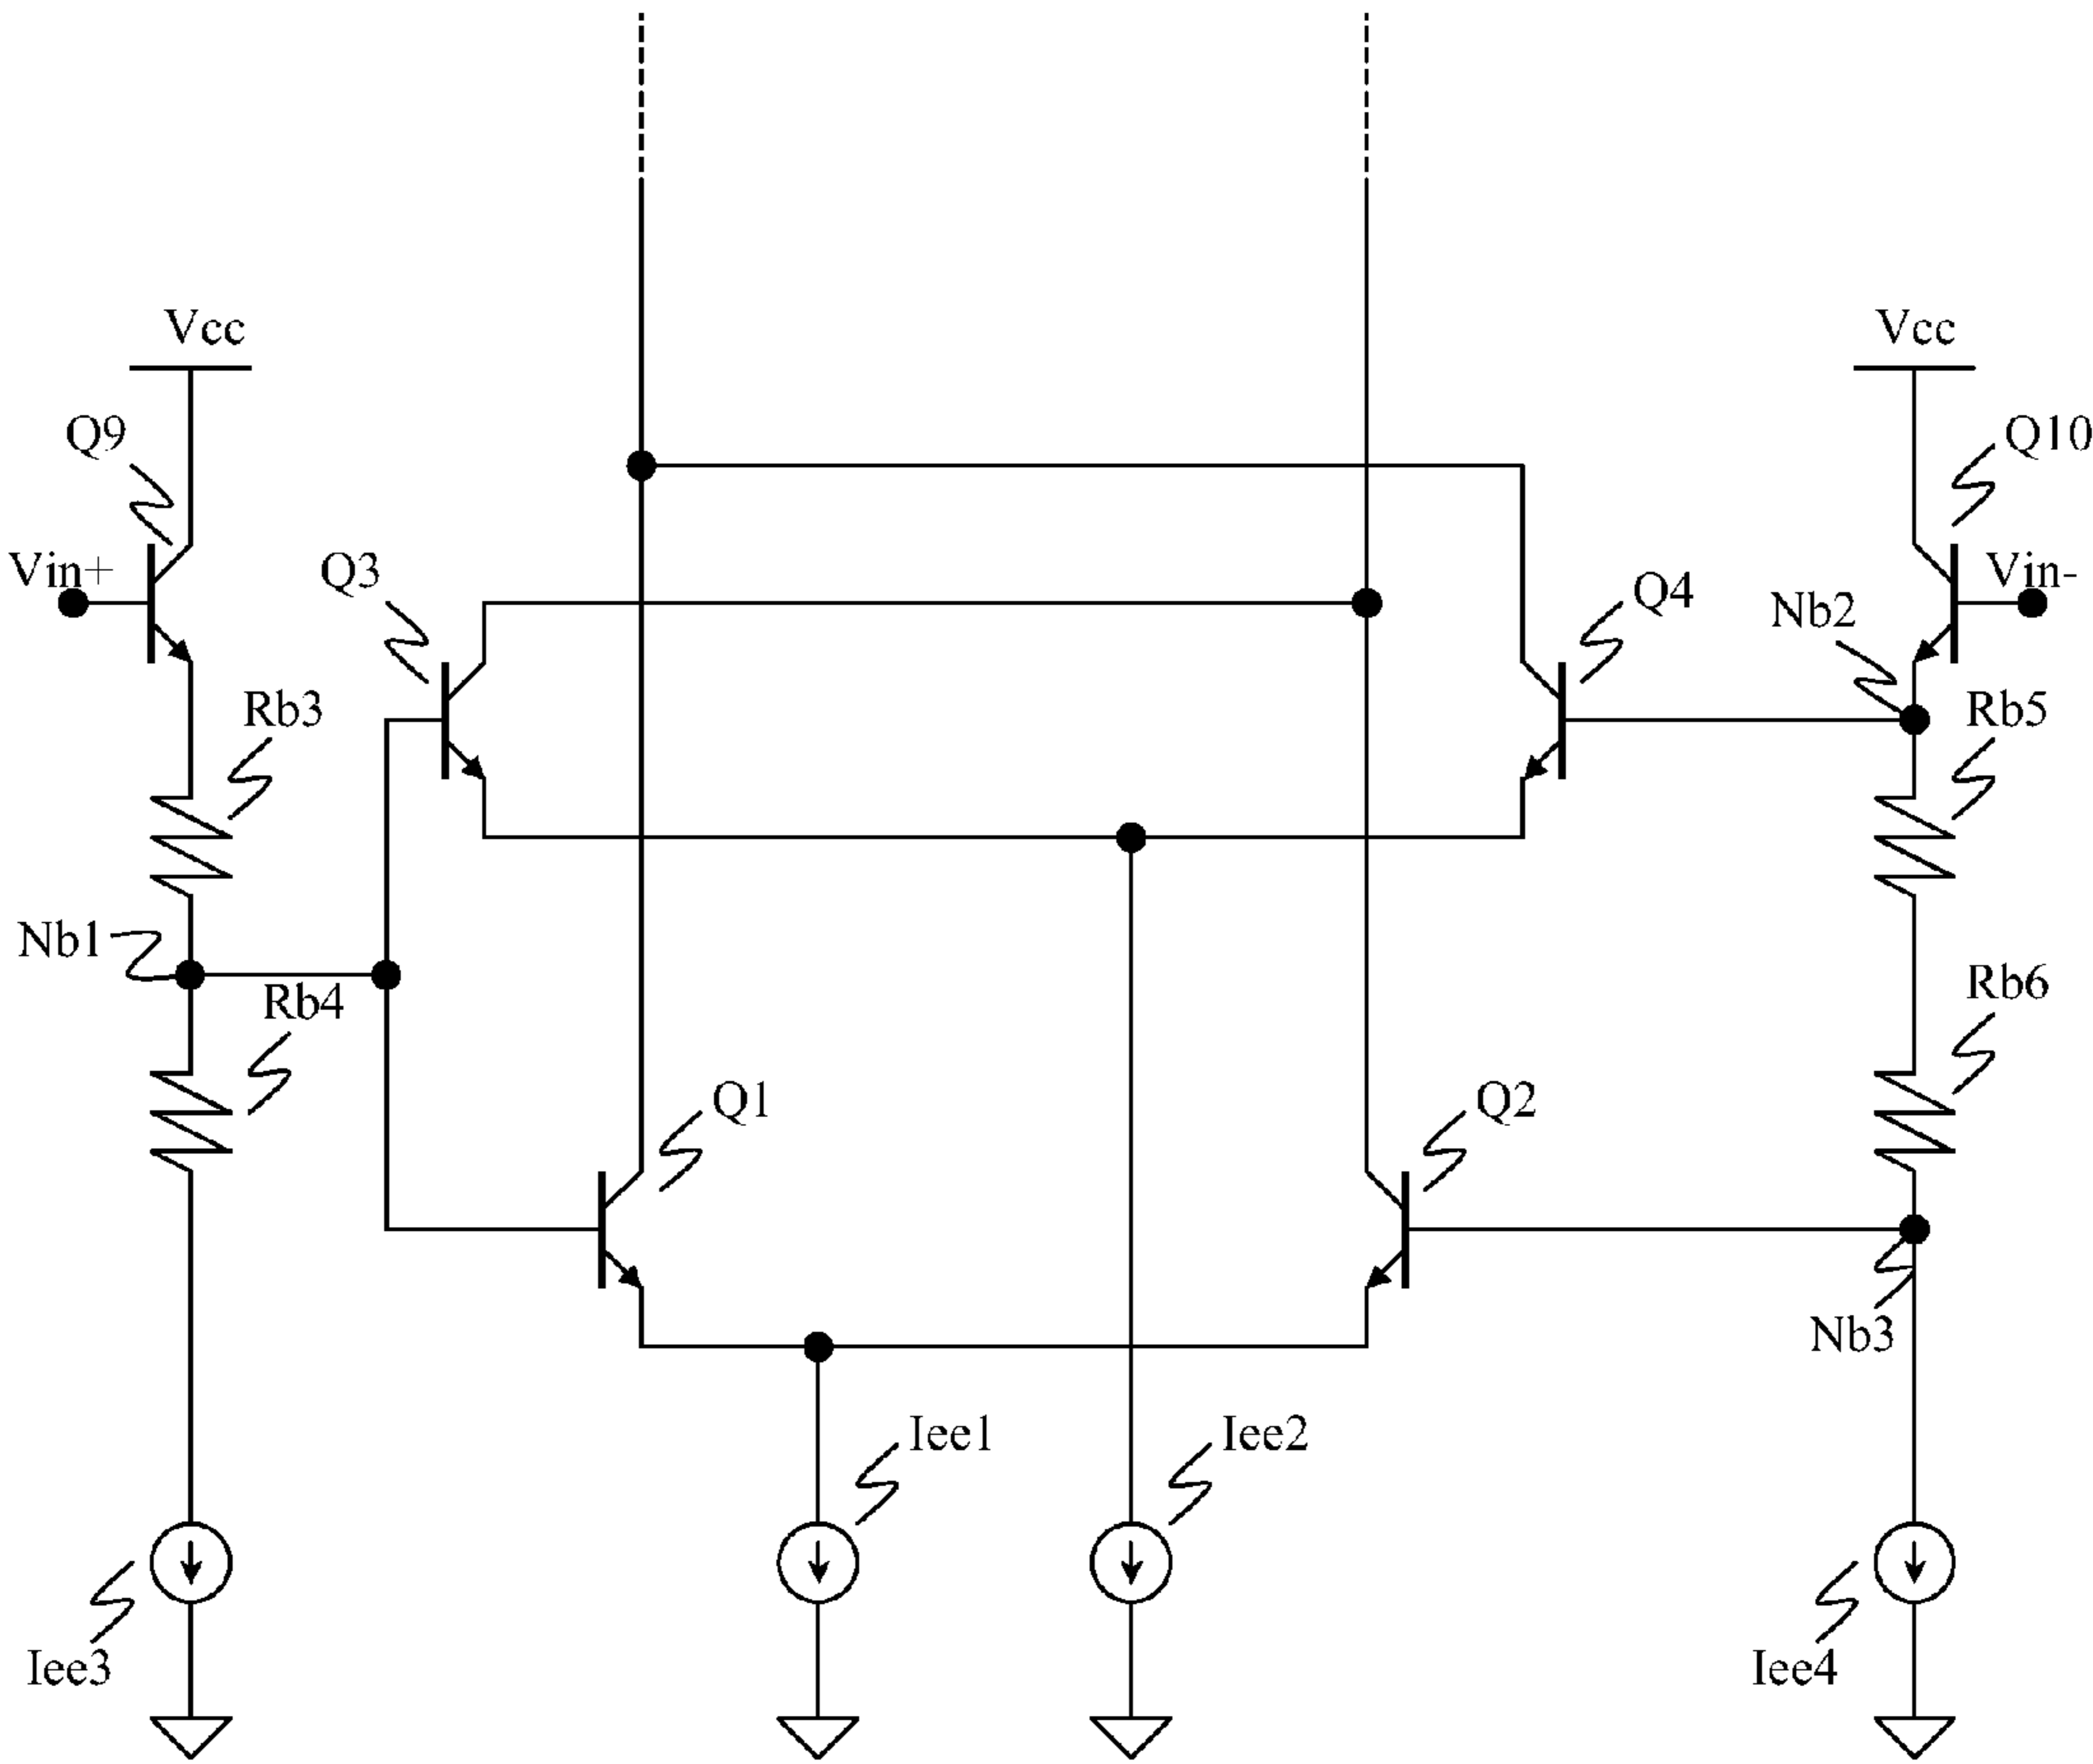 Vcc
Vcc
Q9
Q10
Vin+
Q3
Q4
Vin-
Nb2
Rb3
Rb5
Nb1
Rb4
Rb6
Q1
Q2
Nb3
Iee1
Iee2
Iee3
Iee4